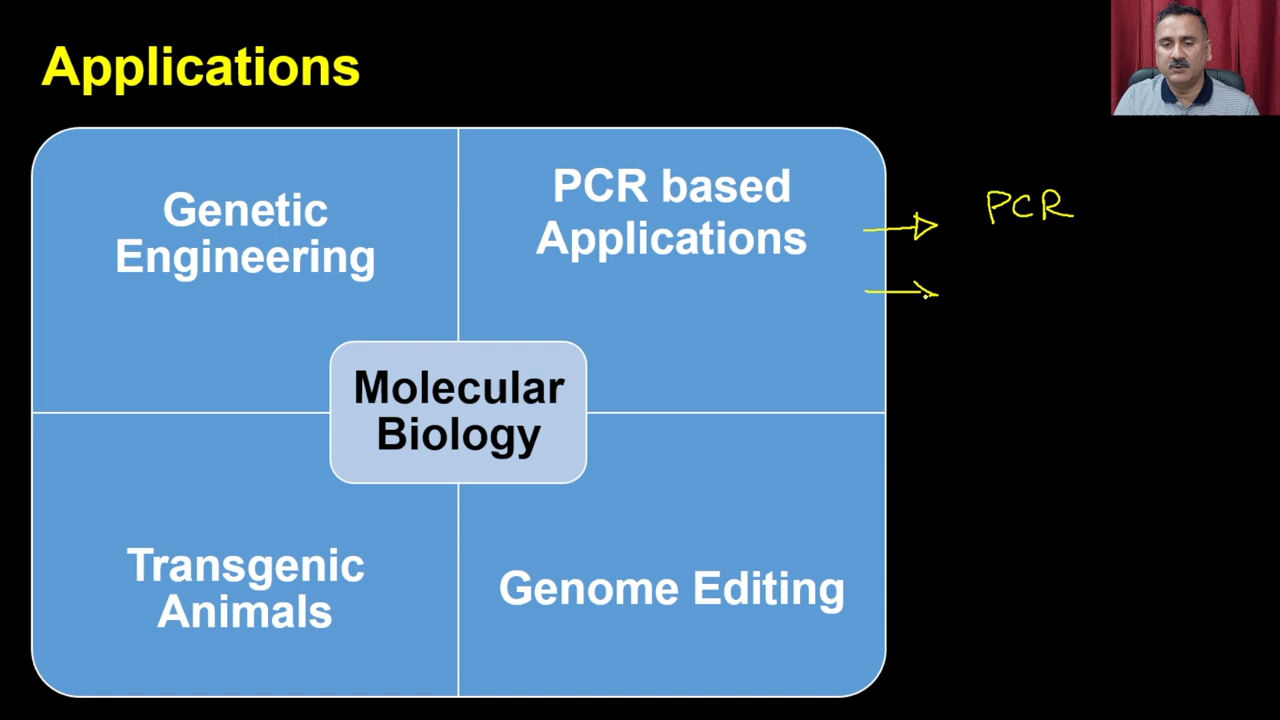 Applications
Genetic
Engineering
PCR based
Applications
PCR
Molecular
Biology
Transgenic
Animals
Genome Editing